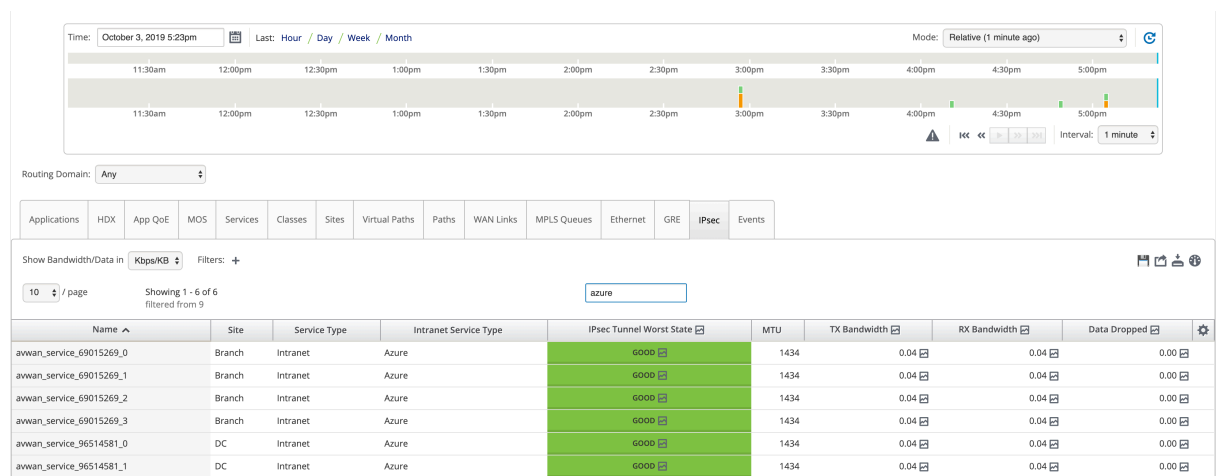 Time: October 3, 2019 5:23pm Last: Hour / Day / Week / Month Mode: Relative (1 minute ago)
11:30am 12:00pm 12:30pm 1:00pm 1:30pm 2:00pm 2:30pm 3:00pm 3:30pm 4:00pm 4:30pm 5:00pm
11:30am 12:00pm 12:30pm 1:00pm 1:30pm 2:00pm 2:30pm 3:00pm 3:30pm 4:00pm 4:30pm 5:00pm
Interval: 1 minute
Routing Domain: Any
Applications HDX App QoE MOS Services Classes Sites Virtual Paths Paths WAN Links MPLS Queues Ethernet GRE IPsec Events
Show Bandwidth/Data in Kbps/KB Filters: +
10 / page Showing 1 - 6 of 6 azure
filtered from 9
Name Site Service Type Intranet Service Type IPsec Tunnel Worst State MTU TX Bandwidth RX Bandwidth Data Dropped
avwan_service_69015269_0 Branch Intranet Azure GOOD 1434 0.04 0.04 0.00
avwan_service_69015269_1 Branch Intranet Azure GOOD 1434 0.04 0.04 0.00
avwan_service_69015269_2 Branch Intranet Azure GOOD 1434 0.04 0.04 0.00
avwan_service_69015269_3 Branch Intranet Azure GOOD 1434 0.04 0.04 0.00
avwan_service_96514581_0 DC Intranet Azure GOOD 1434 0.04 0.04 0.00
avwan_service_96514581_1 DC Intranet Azure GOOD 1434 0.04 0.04 0.00